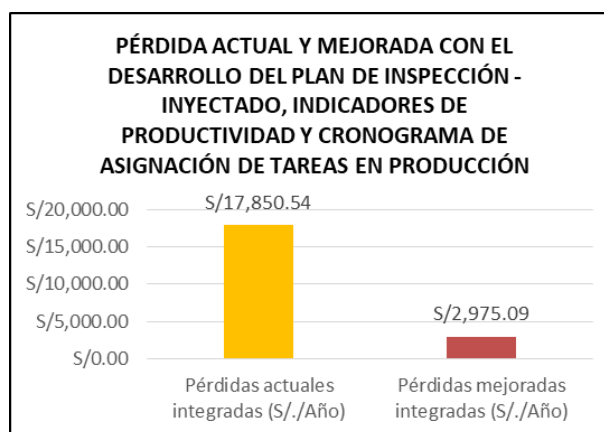 PÉRDIDA ACTUAL Y MEJORADA CON EL
DESARROLLO DEL PLAN DE INSPECCIÓN -
INYECTADO, INDICADORES DE
PRODUCTIVIDAD Y CRONOGRAMA DE
ASIGNACIÓN DE TAREAS EN PRODUCCIÓN
S/20,000.00
S/17,850.54
S/15,000.00
S/10,000.00
S/5,000.00
S/2,975.09
S/0.00
Pérdidas actuales
integradas (S/./Año)
Pérdidas mejoradas
integradas (S/./Año)